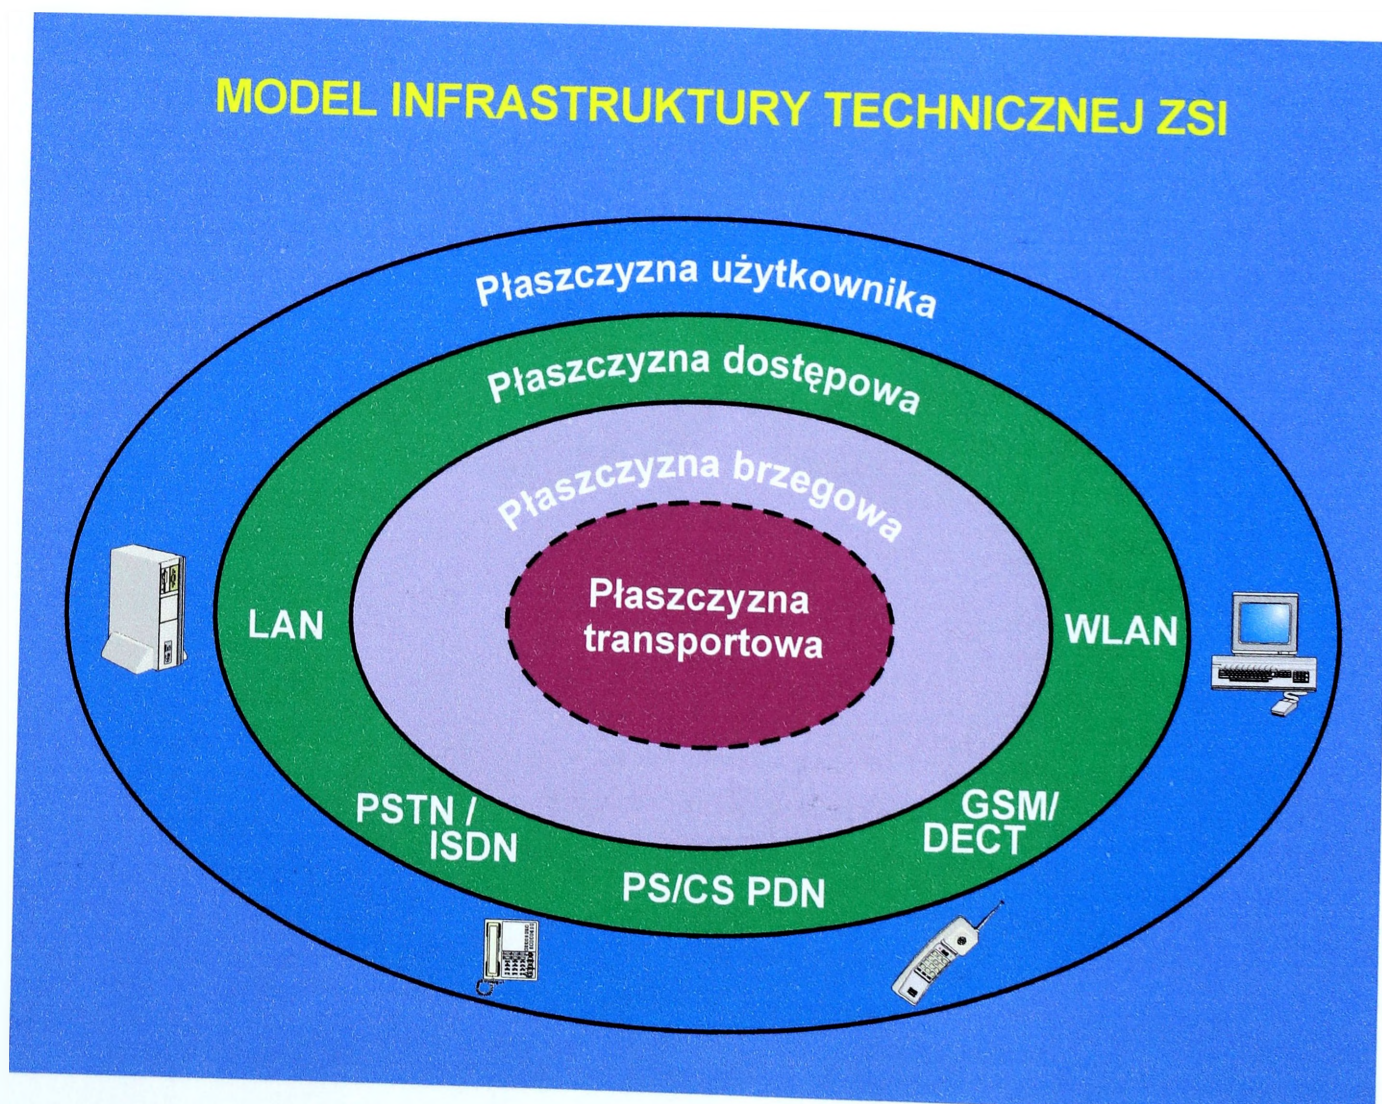 MODEL INFRASTRUKTURY TECHNICZNEJ ZSI
Płaszczyzna użytkownika
Płaszczyzna dostępowa
Płaszczyzna brzegowa
Płaszczyzna
transportowa
LAN
WLAN
PSTN /
ISDN
PS/CS PDN
GSM/
DECT